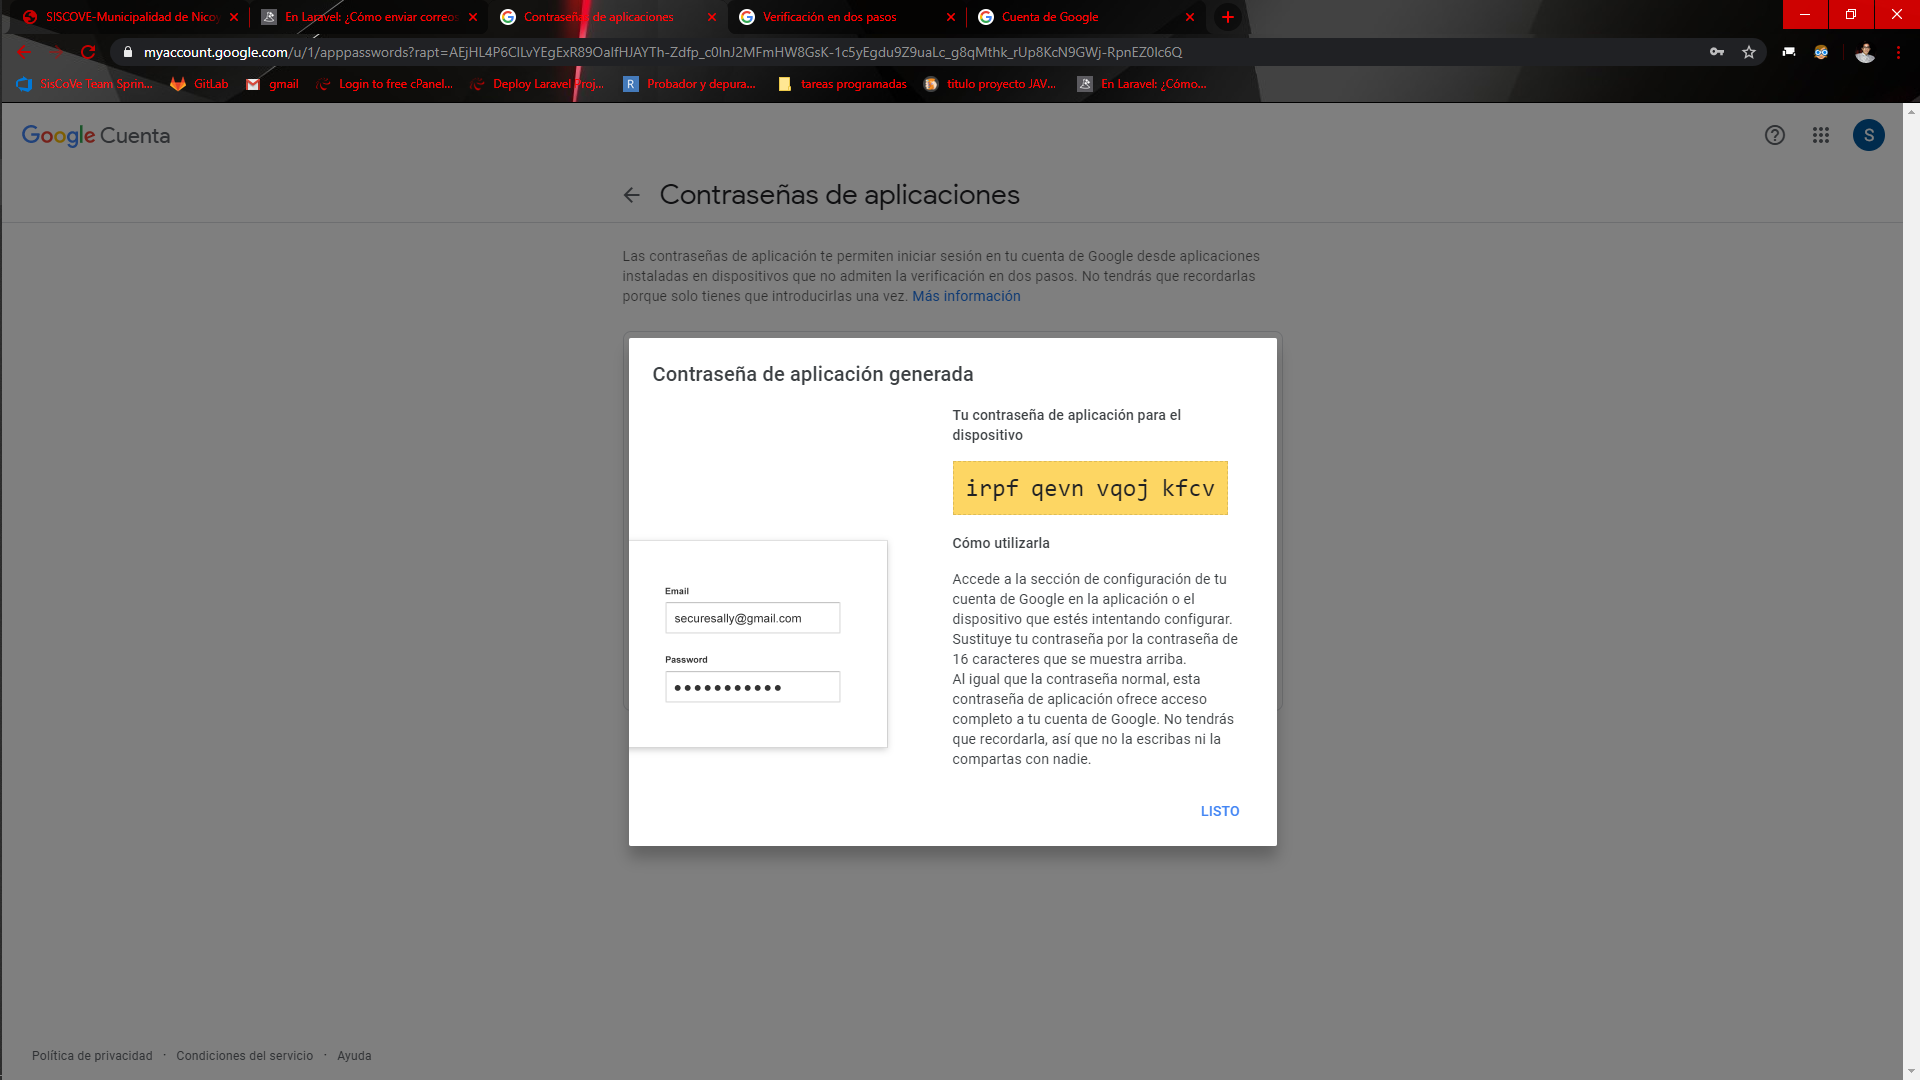 SISCOVE-Municipalidad de Nicoy
En Laravel: ¿Cómo enviar correos
Contraseñas de aplicaciones
Verificación en dos pasos
Cuenta de Google
myaccount.google.com/u/1/apppasswords?rapt=
SisCoVe Team Sprin...
GitLab
gmail
Login to free cPanel...
Deploy Laravel Proj...
R
Probador y depura...
tareas programadas
titulo proyecto JAV...
En Laravel: ¿Cómo...
Google Cuenta
S
Contraseñas de aplicaciones
Las contraseñas de aplicación te permiten iniciar sesión en tu cuenta de Google desde aplicaciones
instaladas en dispositivos que no admiten la verificación en dos pasos. No tendrás que recordarlas
porque solo tienes que introducirlas una vez. Más información
Contraseña de aplicación generada
Tu contraseña de aplicación para el
dispositivo
irpf qevn vqoj kfcv
Cómo utilizarla
Email
securesally@gmail.com
Password
Accede a la sección de configuración de tu
cuenta de Google en la aplicación o el
dispositivo que estés intentando configurar.
Sustituye tu contraseña por la contraseña de
16 caracteres que se muestra arriba.
Al igual que la contraseña normal, esta
contraseña de aplicación ofrece acceso
completo a tu cuenta de Google. No tendrás
que recordarla, así que no la escribas ni la
compartas con nadie.
LISTO
Política de privacidad · Condiciones del servicio · Ayuda